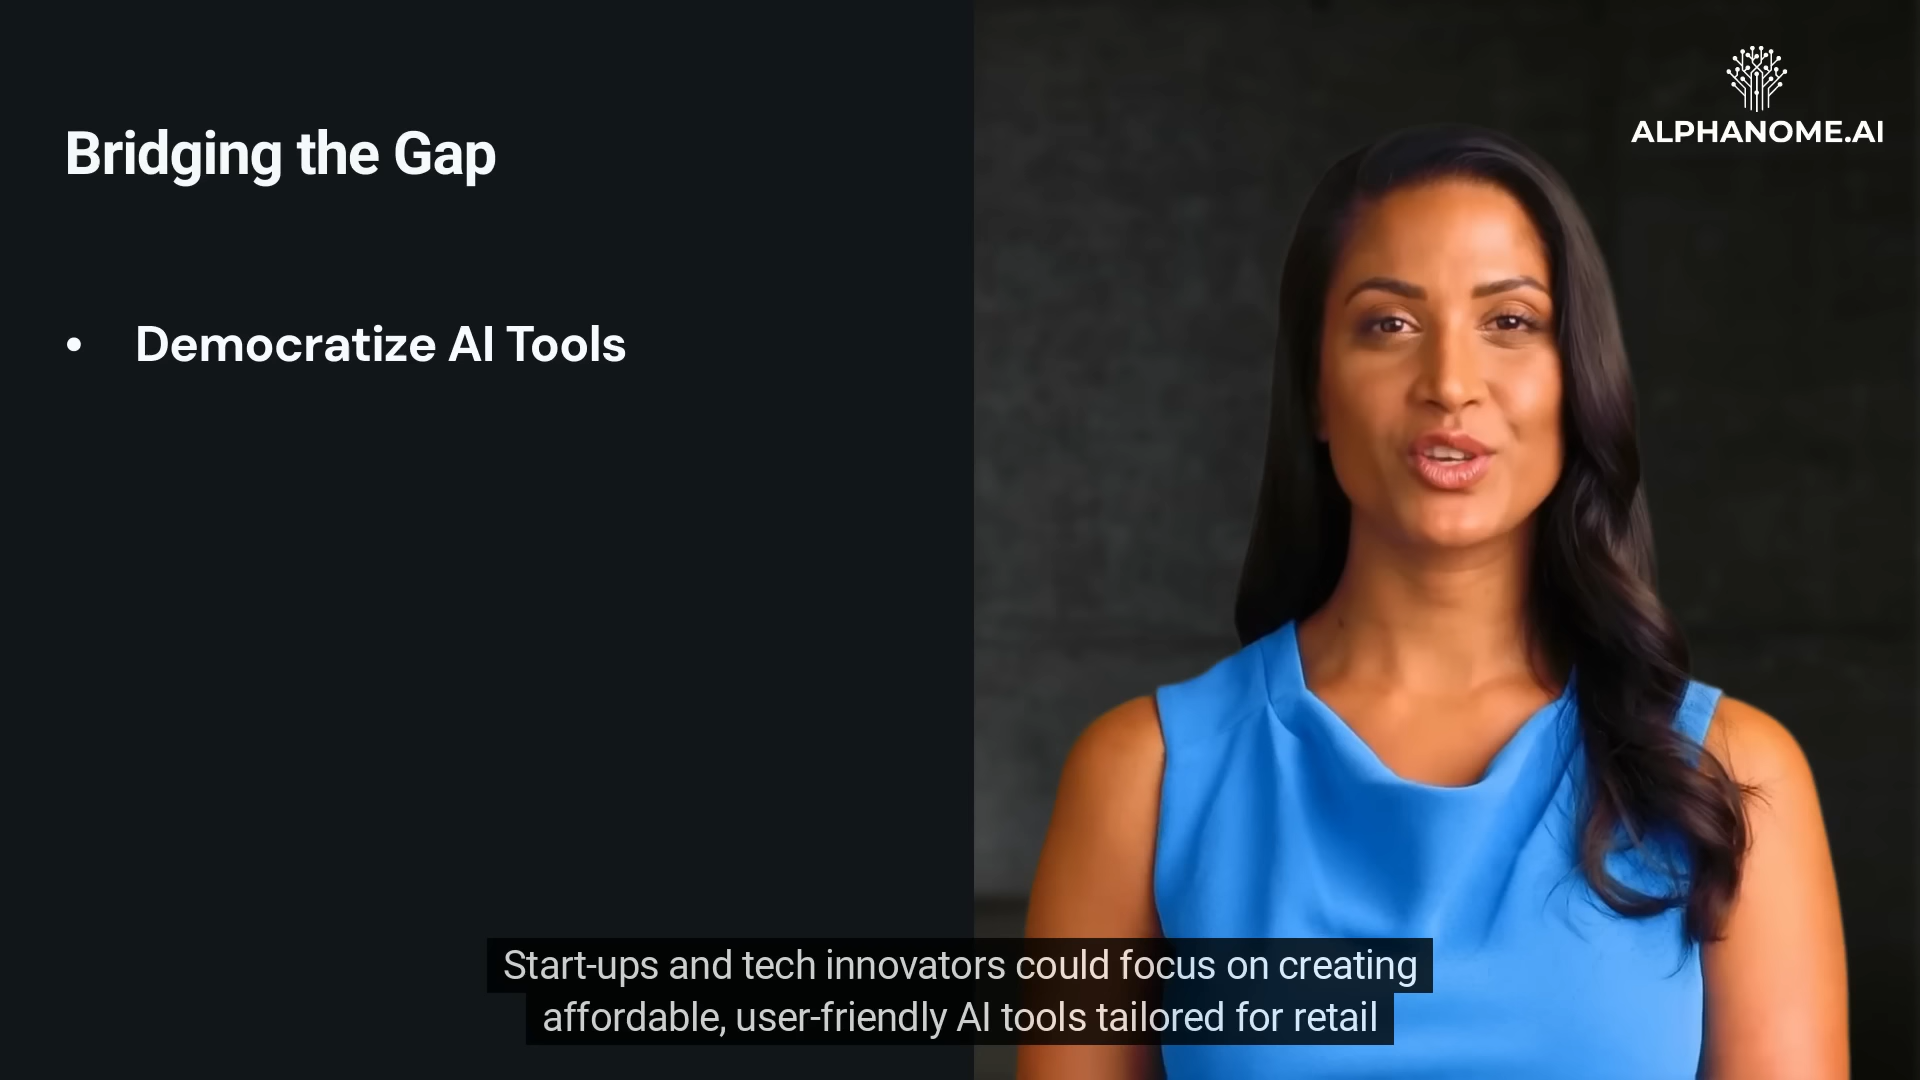 ALPHANOME.AI
Bridging the Gap
• Democratize AI Tools
Start-ups and tech innovators could focus on creating
affordable, user-friendly AI tools tailored for retail